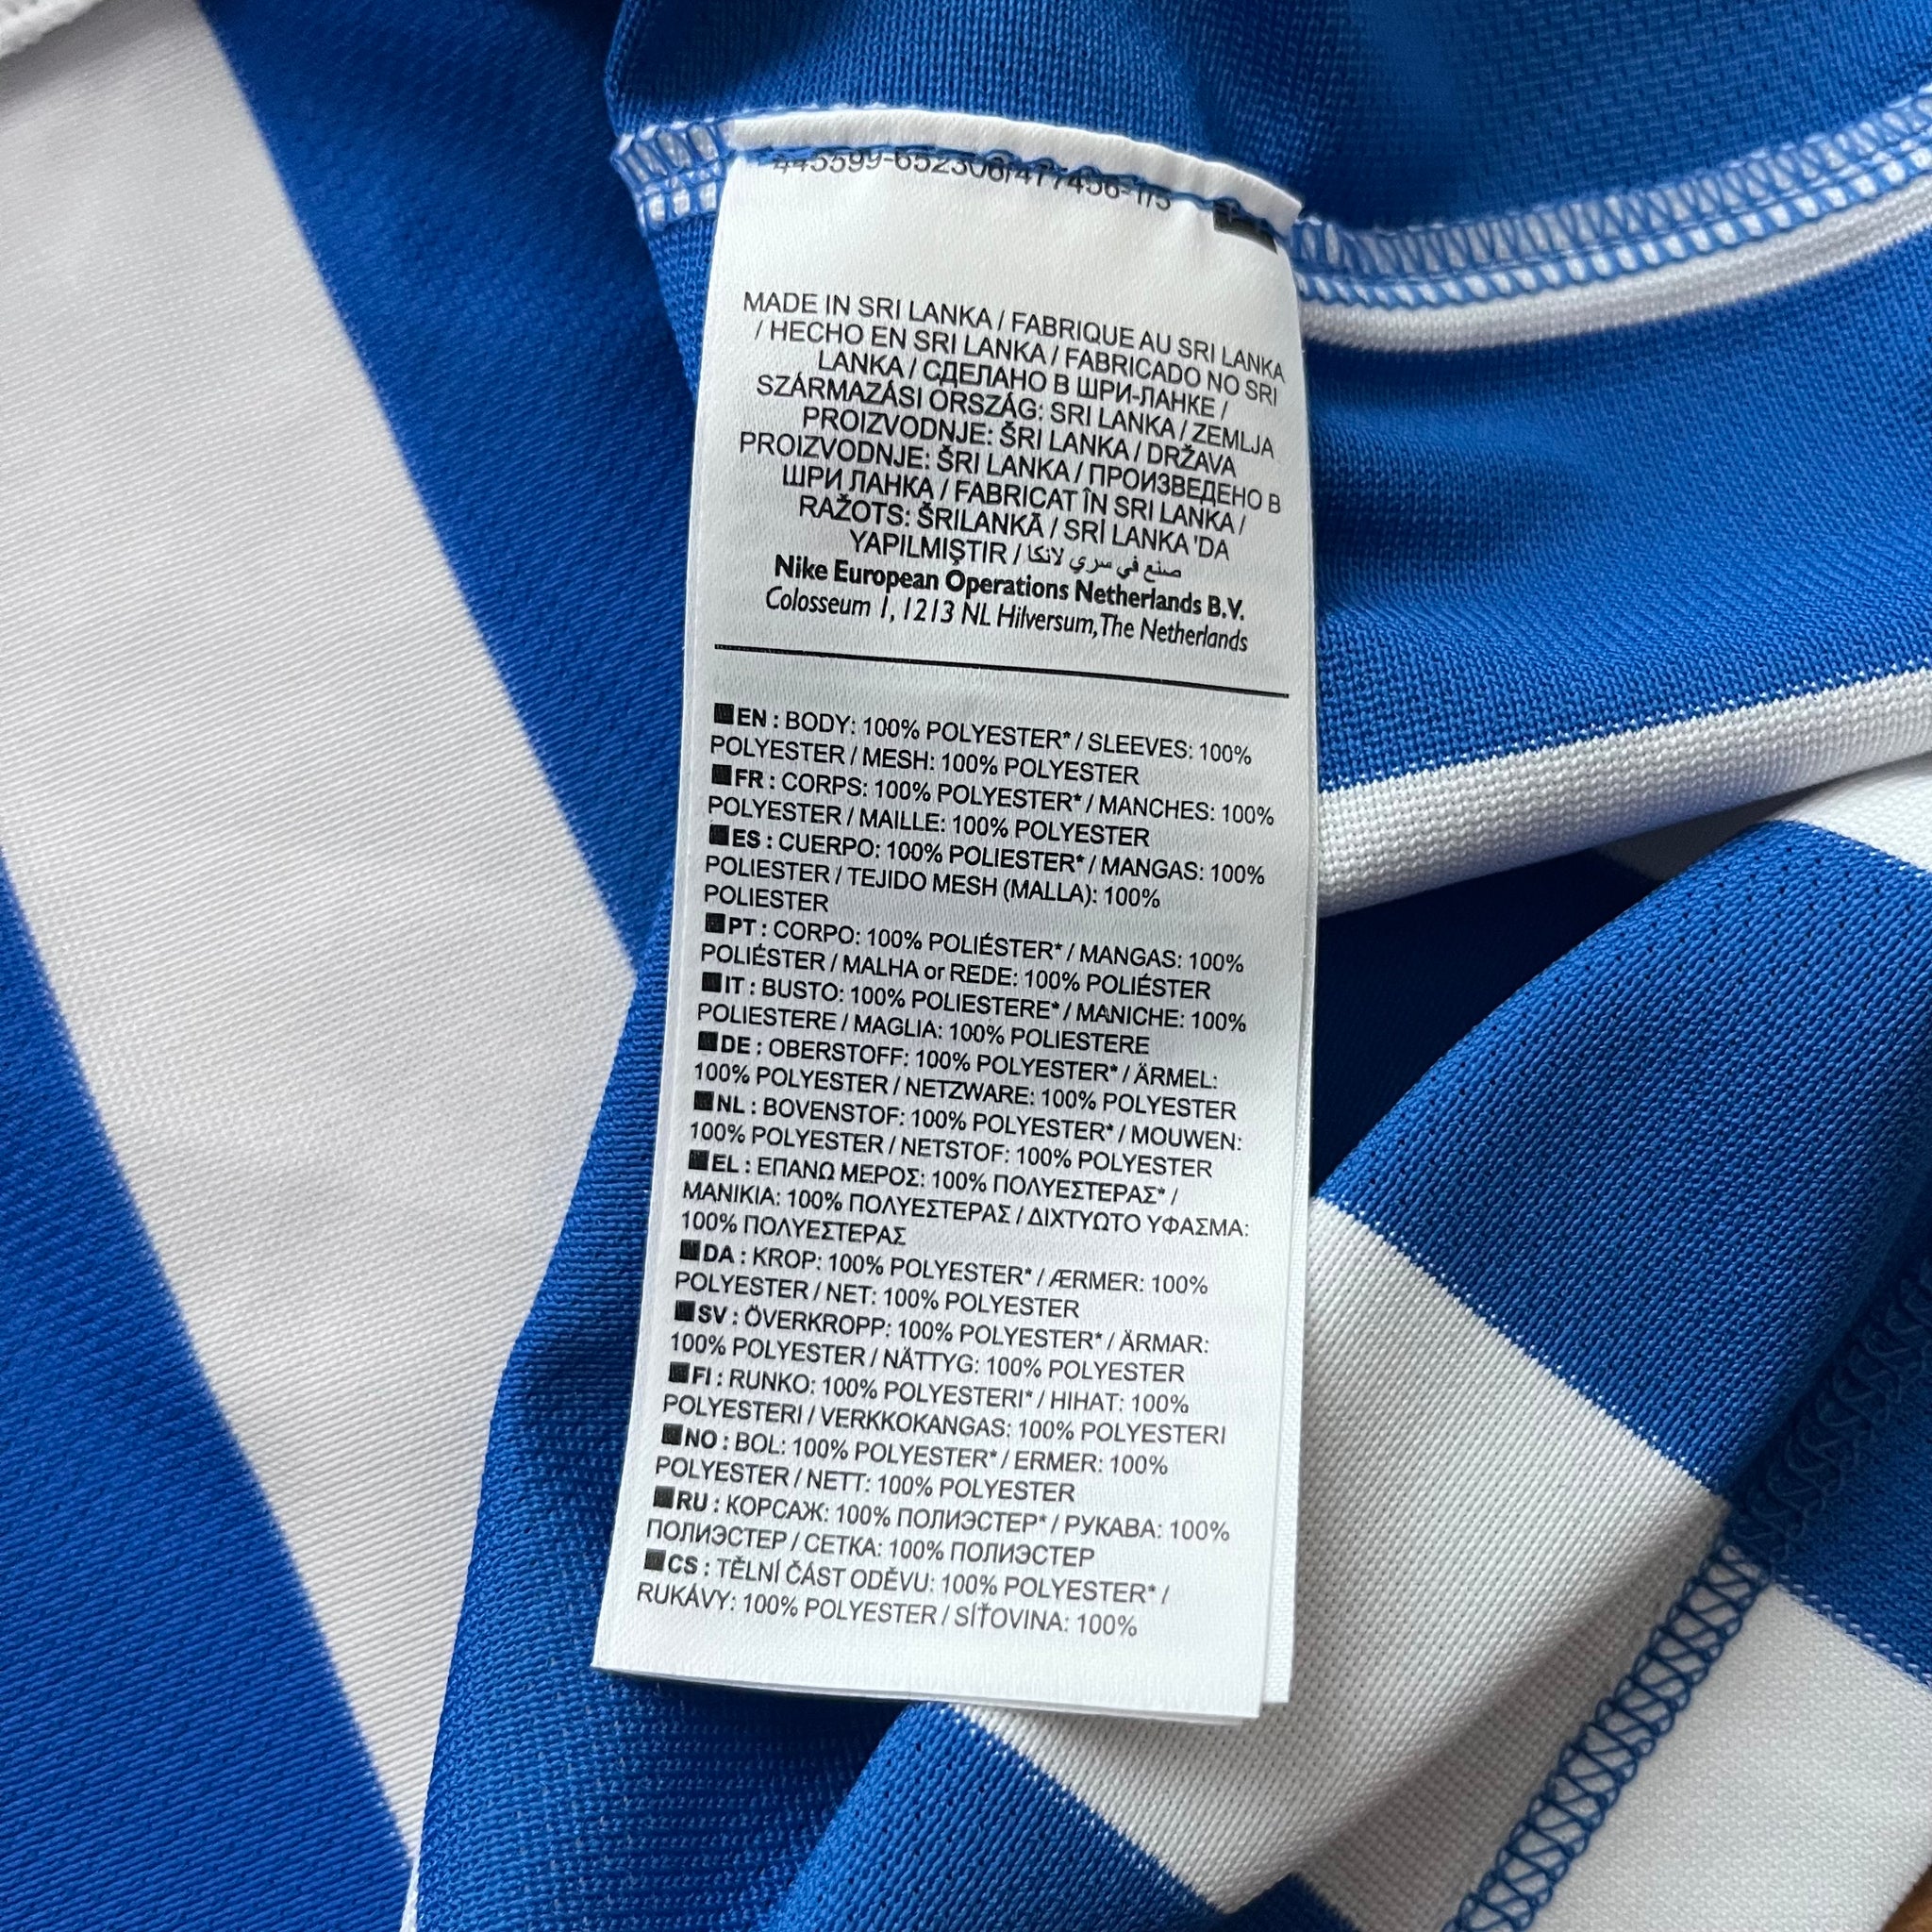 445599-652306/477456-1/5
MADE IN SRI LANKA / FABRIQUE AU SRI LANKA
/ HECHO EN SRI LANKA / FABRICADO NO SRI
LANKA / СДЕЛАНО В ШРИ-ЛАНКЕ /
SZÁRMAZÁSI ORSZÁG: SRI LANKA / ZEMLJA
PROIZVODNJE: ŠRI LANKA / DRŽAVA
PROIZVODNJE: ŠRI LANKA / ПРОИЗВЕДЕНО В
ШРИ ЛАНКА / FABRICAT ÎN SRI LANKA /
RAŽOTS: ŠRILANKĀ / SRİ LANKA 'DA
YAPILMIŞTIR / صنع في سري لانكا
Nike European Operations Netherlands B.V.
Colosseum 1, 1213 NL Hilversum, The Netherlands
EN : BODY: 100% POLYESTER* / SLEEVES: 100%
POLYESTER / MESH: 100% POLYESTER
FR : CORPS: 100% POLYESTER* / MANCHES: 100%
POLYESTER / MAILLE: 100% POLYESTER
ES : CUERPO: 100% POLIESTER* / MANGAS: 100%
POLIESTER / TEJIDO MESH (MALLA): 100%
POLIESTER
PT : CORPO: 100% POLIÉSTER* / MANGAS: 100%
POLIÉSTER / MALHA or REDE: 100% POLIÉSTER
IT : BUSTO: 100% POLIESTERE* / MANICHE: 100%
POLIESTERE / MAGLIA: 100% POLIESTERE
DE : OBERSTOFF: 100% POLYESTER* / ÄRMEL:
100% POLYESTER / NETZWARE: 100% POLYESTER
NL : BOVENSTOF: 100% POLYESTER* / MOUWEN:
100% POLYESTER / NETSTOF: 100% POLYESTER
EL : ΕΠΑΝΩ ΜΕΡΟΣ: 100% ΠΟΛΥΕΣΤΕΡΑΣ* /
ΜΑΝΙΚΙΑ: 100% ΠΟΛΥΕΣΤΕΡΑΣ / ΔΙΧΤΥΩΤΟ ΥΦΑΣΜΑ:
100% ΠΟΛΥΕΣΤΕΡΑΣ
DA : KROP: 100% POLYESTER* / ÆRMER: 100%
POLYESTER / NET: 100% POLYESTER
SV : ÖVERKROPP: 100% POLYESTER* / ÄRMAR:
100% POLYESTER / NÄTTYG: 100% POLYESTER
FI : RUNKO: 100% POLYESTERI* / HIHAT: 100%
POLYESTERI / VERKKOKANGAS: 100% POLYESTERI
NO : BOL: 100% POLYESTER* / ERMER: 100%
POLYESTER / NETT: 100% POLYESTER
RU : КОРСАЖ: 100% ПОЛИЭСТЕР* / РУКАВА: 100%
ПОЛИЭСТЕР / СЕТКА: 100% ПОЛИЭСТЕР
CS : TĚLNÍ ČÁST ODĚVU: 100% POLYESTER* /
RUKÁVY: 100% POLYESTER / SÍŤOVINA: 100%